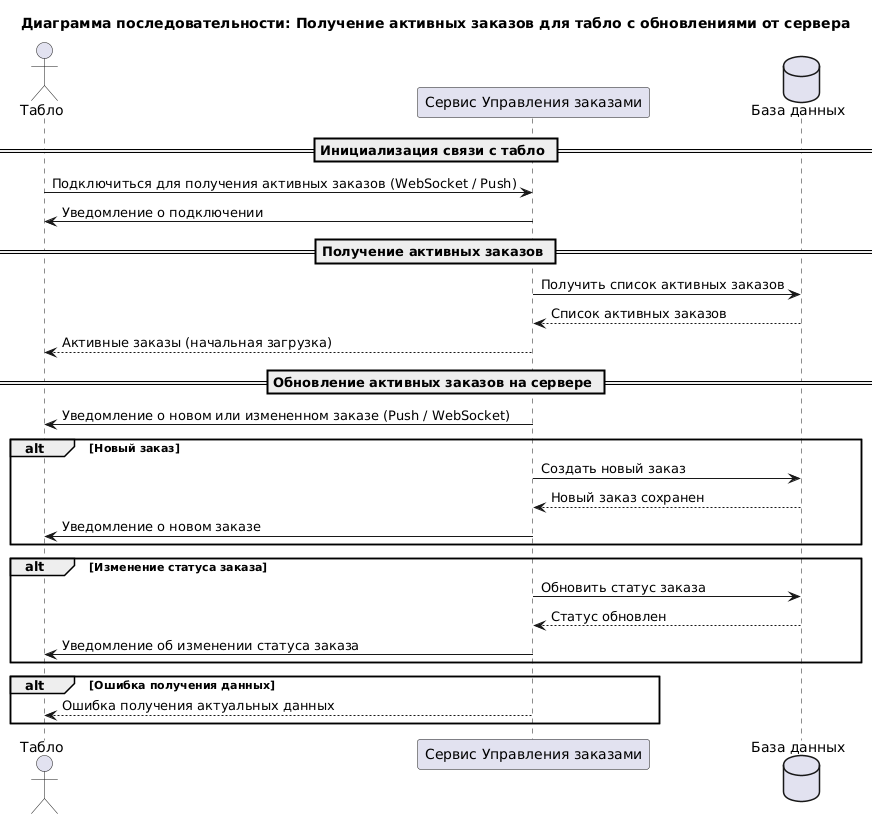 Диаграмма последовательности: Получение активных заказов для табло с обновлениями от сервера
Табло
Сервис Управления заказами
База данных
Инициализация связи с табло
Подключиться для получения активных заказов (WebSocket / Push)
Уведомление о подключении
Получение активных заказов
Получить список активных заказов
Список активных заказов
Активные заказы (начальная загрузка)
Обновление активных заказов на сервере
Уведомление о новом или измененном заказе (Push / WebSocket)
alt [Новый заказ]
Создать новый заказ
Новый заказ сохранен
Уведомление о новом заказе
alt [Изменение статуса заказа]
Обновить статус заказа
Статус обновлен
Уведомление об изменении статуса заказа
alt [Ошибка получения данных]
Ошибка получения актуальных данных
Табло
Сервис Управления заказами
База данных